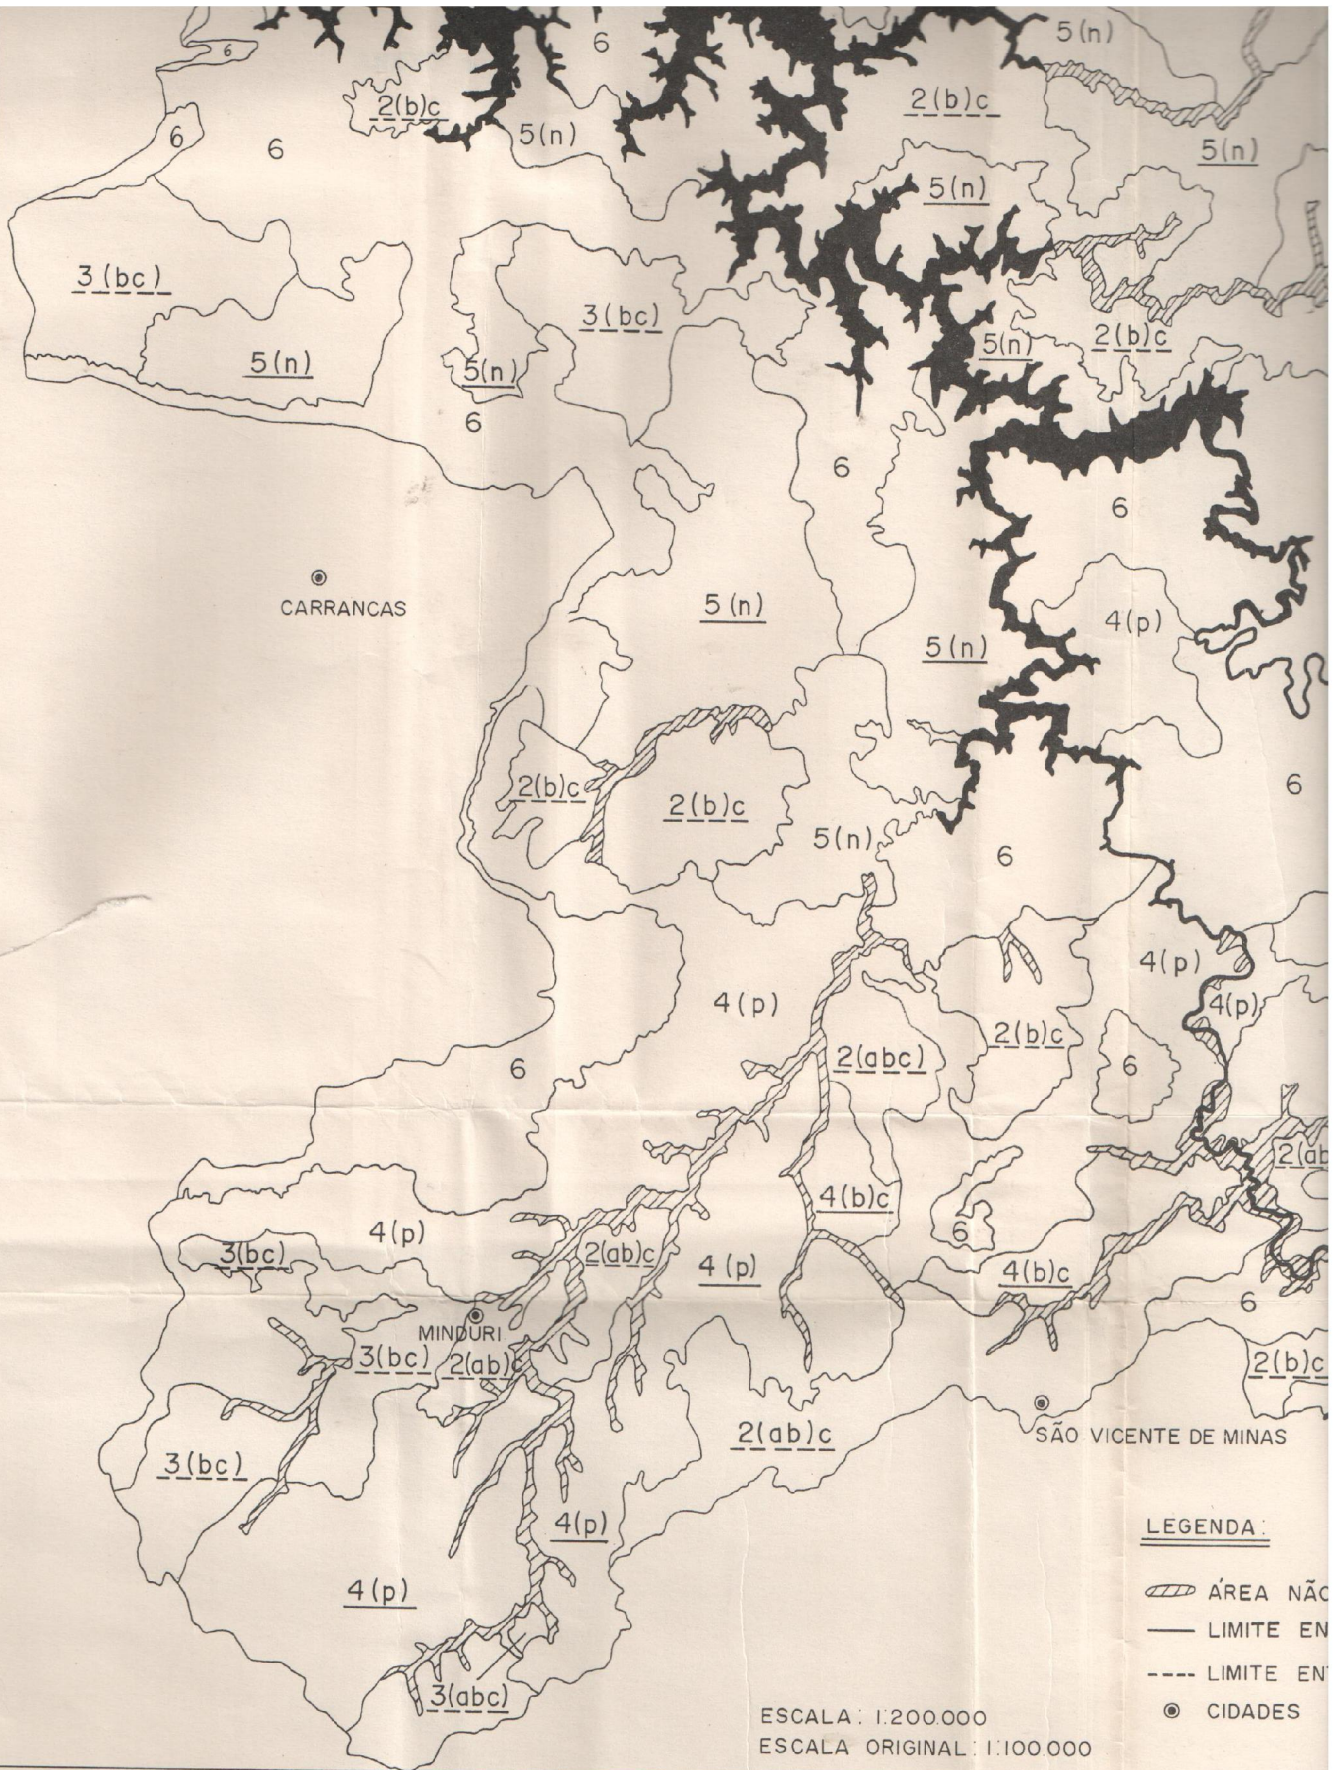 5(n)
6
6
2(b)c
2(b)c
5(n)
6
6
5(n)
5(n)
3(bc)
3(bc)
5(n)
2(b)c
5(n)
5(n)
6
6
6
CARRANCAS
5(n)
4(p)
5(n)
6
2(b)c
2(b)c
5(n)
6
4(p)
4(p)
4(p)
2(b)c
2(abc)
6
6
2(ab
4(b)c
4(p)
6
3(bc)
2(ab)c
4(p)
4(b)c
6
MINDURI
3(bc)
2(ab)c
2(b)c
2(ab)c
SÃO VICENTE DE MINAS
3(bc)
4(p)
4(p)
3(abc)
LEGENDA:
ÁREA NÃO
LIMITE EN
LIMITE EN
CIDADES
ESCALA: 1:200.000
ESCALA ORIGINAL: 1:100.000